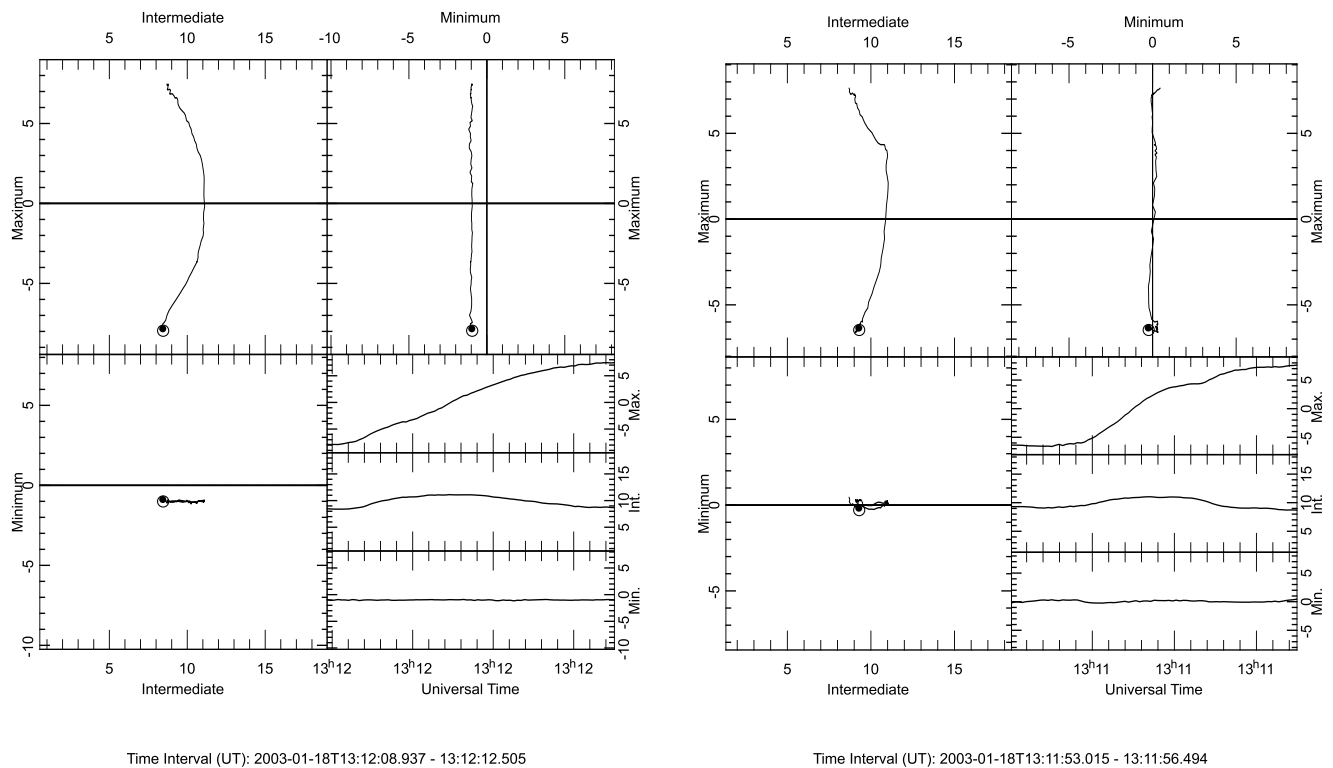 Intermediate Minimum
5 10 15 -10 -5 0 5
Maximum
5
0
-5
5
0
-5
Maximum
Minimum
5
0
-5
-10
5
0
-5
Max.
15
10
5
Int.
5
0
-5
-10
Min.
5 10 15 13h12 13h12 13h12 13h12
Intermediate Universal Time
Time Interval (UT): 2003-01-18T13:12:08.937 - 13:12:12.505
Intermediate Minimum
5 10 15 -5 0 5
Maximum
5
0
-5
5
0
-5
Maximum
Minimum
5
0
-5
5
0
-5
Max.
15
10
5
Int.
5
0
-5
Min.
5 10 15 13h11 13h11 13h11
Intermediate Universal Time
Time Interval (UT): 2003-01-18T13:11:53.015 - 13:11:56.494